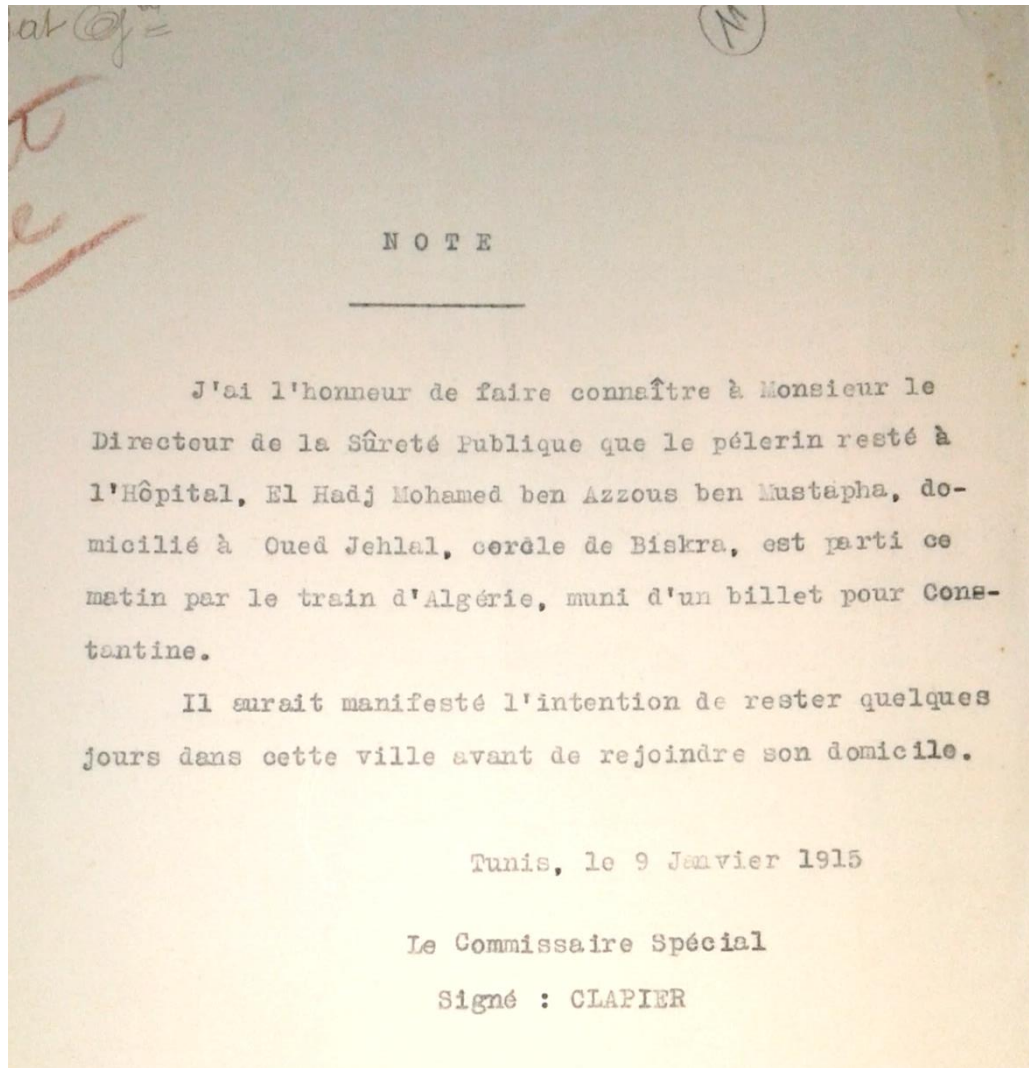 NOTE
J'ai l'honneur de faire connaître à Monsieur le
Directeur de la Sûreté Publique que le pélerin resté à
l'Hôpital, El Hadj Mohamed ben Azzous ben Mustapha, do-
micilié à Oued Jehlal, cercle de Biskra, est parti ce
matin par le train d'Algérie, muni d'un billet pour Cons-
tantine.
Il aurait manifesté l'intention de rester quelques
jours dans cette ville avant de rejoindre son domicile.
Tunis, le 9 Janvier 1915
Le Commissaire Spécial
Signé : CLAPIER